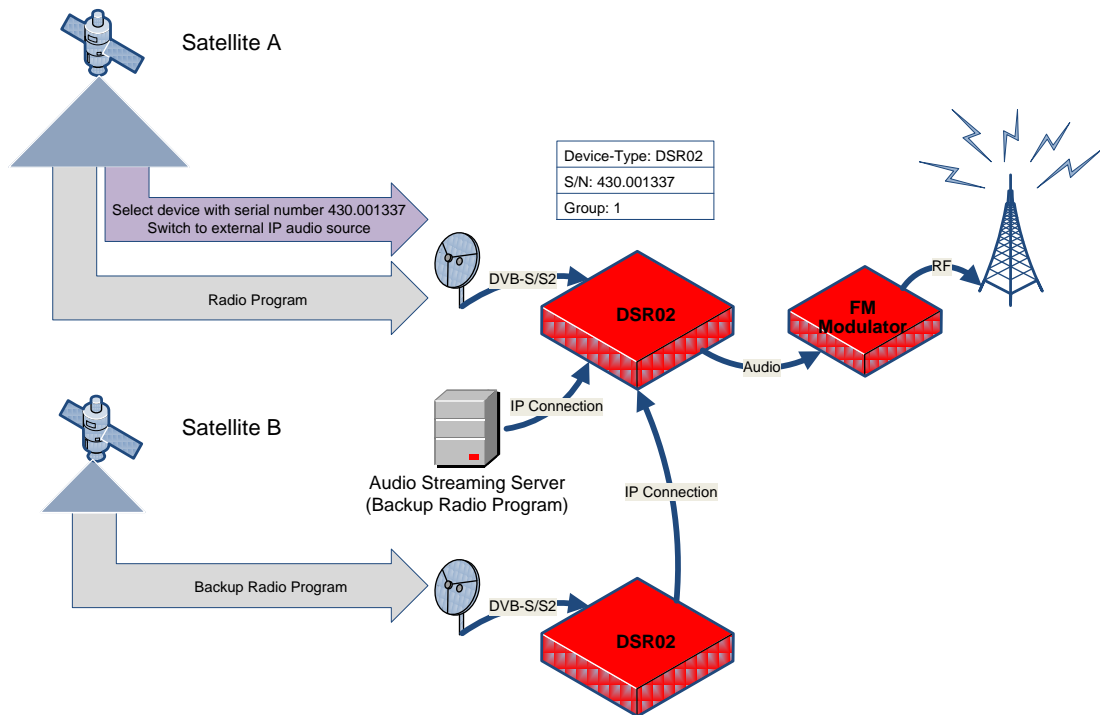 Satellite A
Device-Type: DSR02
S/N: 430.001337
Group: 1
Select device with serial number 430.001337
Switch to external IP audio source
Radio Program
DVB-S/S2
DSR02
RF
FM
Modulator
Audio
IP Connection
Satellite B
Audio Streaming Server
(Backup Radio Program)
IP Connection
Backup Radio Program
DVB-S/S2
DSR02